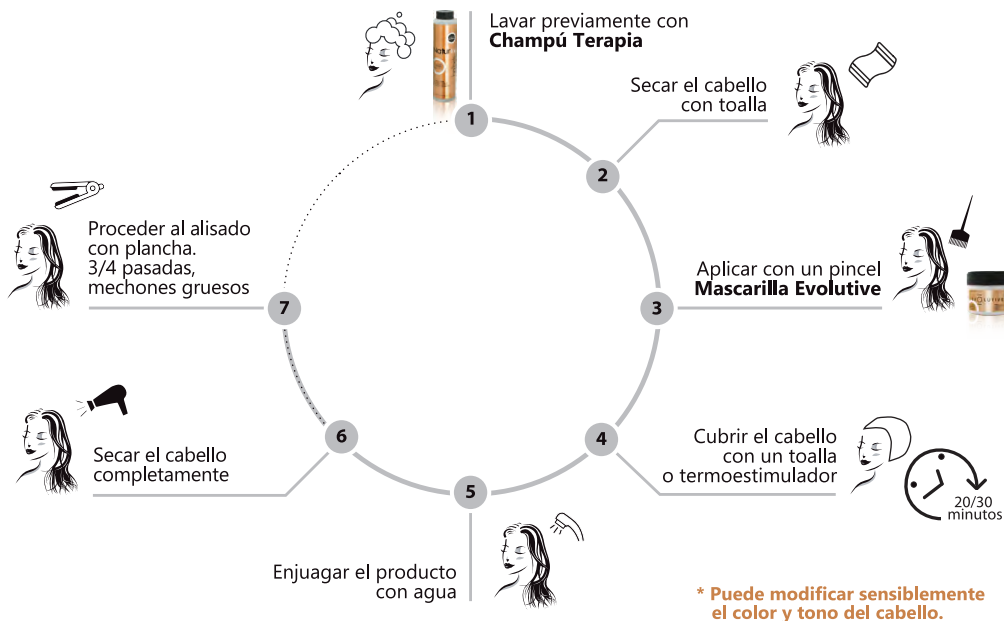 Lavar previamente con
Champú Terapia
1
Secar el cabello
con toalla
2
Aplicar con un pincel
Mascarilla Evolutive
3
Cubrir el cabello
con un toalla
o termoestimulador
4
20/30
minutos
5
Enjuagar el producto
con agua
6
Secar el cabello
completamente
7
Proceder al alisado
con plancha.
3/4 pasadas,
mechones gruesos
* Puede modificar sensiblemente
el color y tono del cabello.